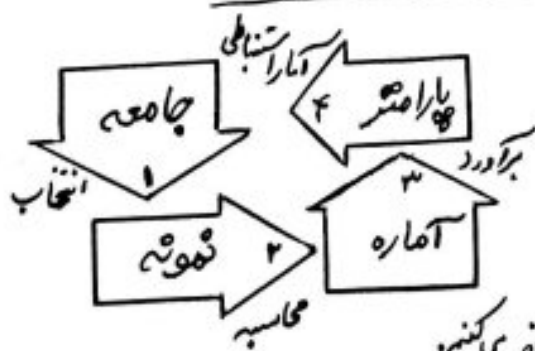 آمار استنباطی
جامعه
۱
انتخاب
نمونه
۲
محاسبه
آماره
۳
برآورد
پارامتر
۴